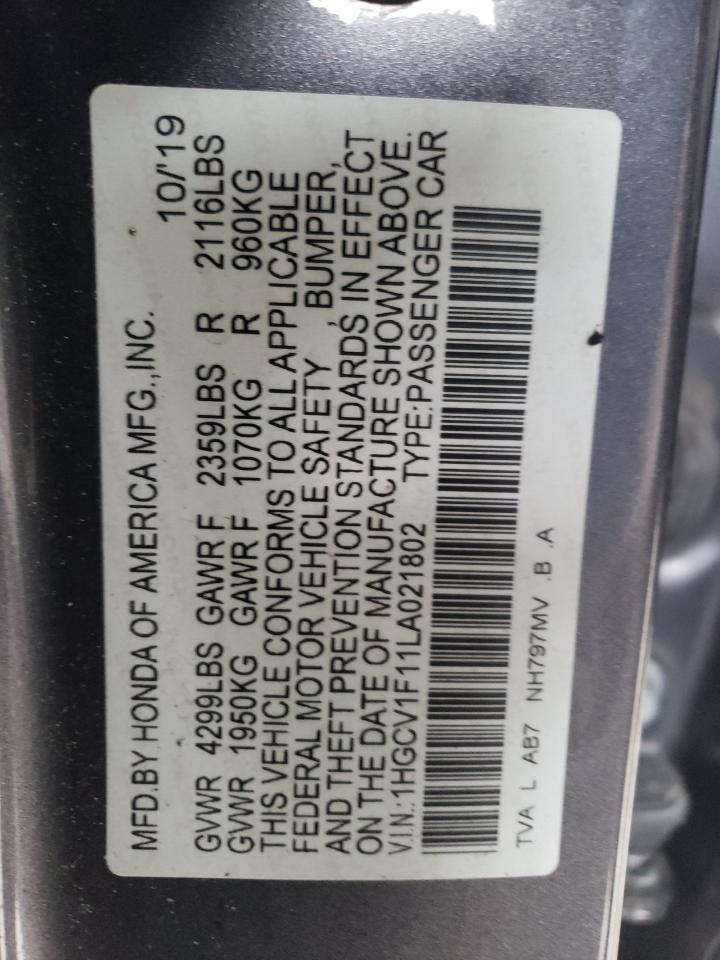 MFD.BY HONDA OF AMERICA MFG.,INC. 10/'19
GVWR 4299LBS GAWR F 2359LBS R 2116LBS
GVWR 1950KG GAWR F 1070KG R 960KG
THIS VEHICLE CONFORMS TO ALL APPLICABLE
FEDERAL MOTOR VEHICLE SAFETY, BUMPER,
AND THEFT PREVENTION STANDARDS IN EFFECT
ON THE DATE OF MANUFACTURE SHOWN ABOVE.
V.I.N.:1HGCV1F11LA021802 TYPE:PASSENGER CAR
TVA L AB7 NH797MV .B .A